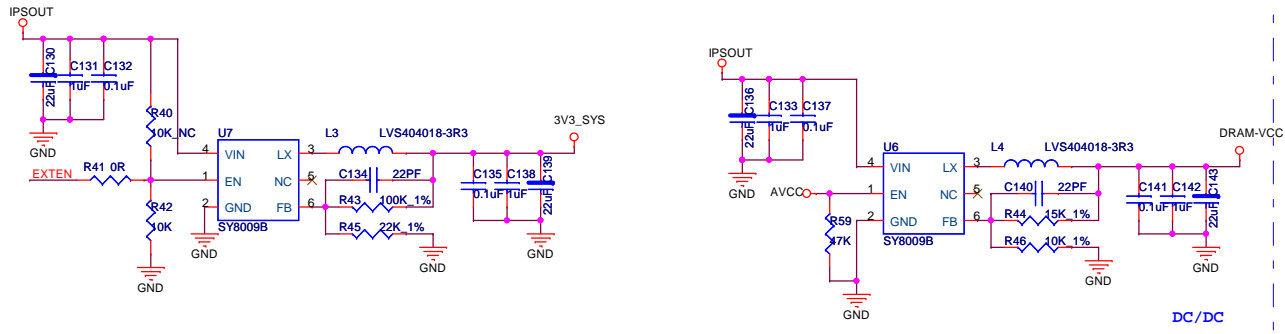 IPSOUT
22uF C130
C131
1uF
C132
0.1uF
GND
R40
10K_NC
EXTEN
R41 0R
R42
10K
GND
U7
4 VIN LX 3
1 EN NC 5
2 GND FB 6
SY8009B
GND
L3 LVS404018-3R3
C134 22PF
R43 100K_1%
R45 22K_1%
GND
3V3_SYS
C135
0.1uF
C138
1uF
22uF C139
GND
IPSOUT
22uF C136
C133
1uF
C137
0.1uF
GND
AVCC
R59
47K
GND
U6
4 VIN LX 3
1 EN NC 5
2 GND FB 6
SY8009B
L4 LVS404018-3R3
C140 22PF
R44 15K_1%
R46 10K_1%
GND
DRAM-VCC
C141
0.1uF
C142
1uF
22uF C143
GND
DC/DC